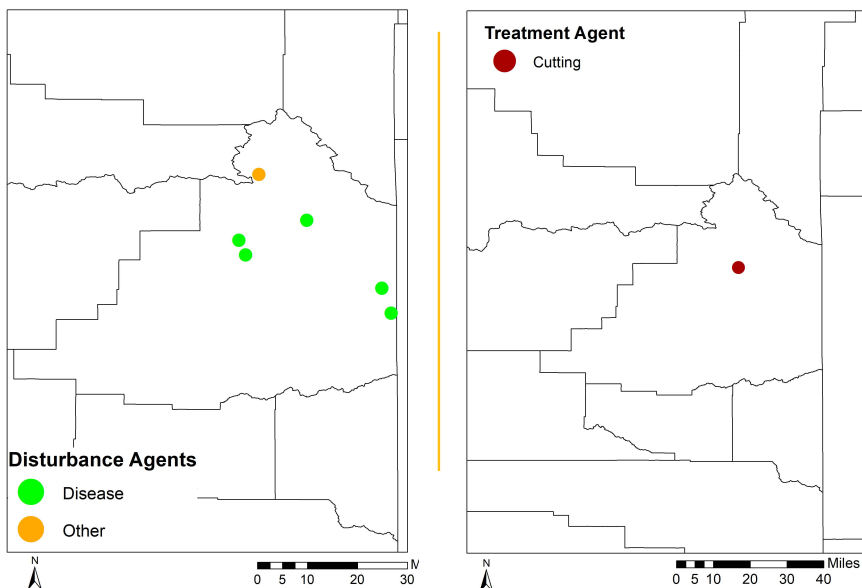 Disturbance Agents
Disease
Other
N
M
0 5 10 20 30
Treatment Agent
Cutting
N
Miles
0 5 10 20 30 40